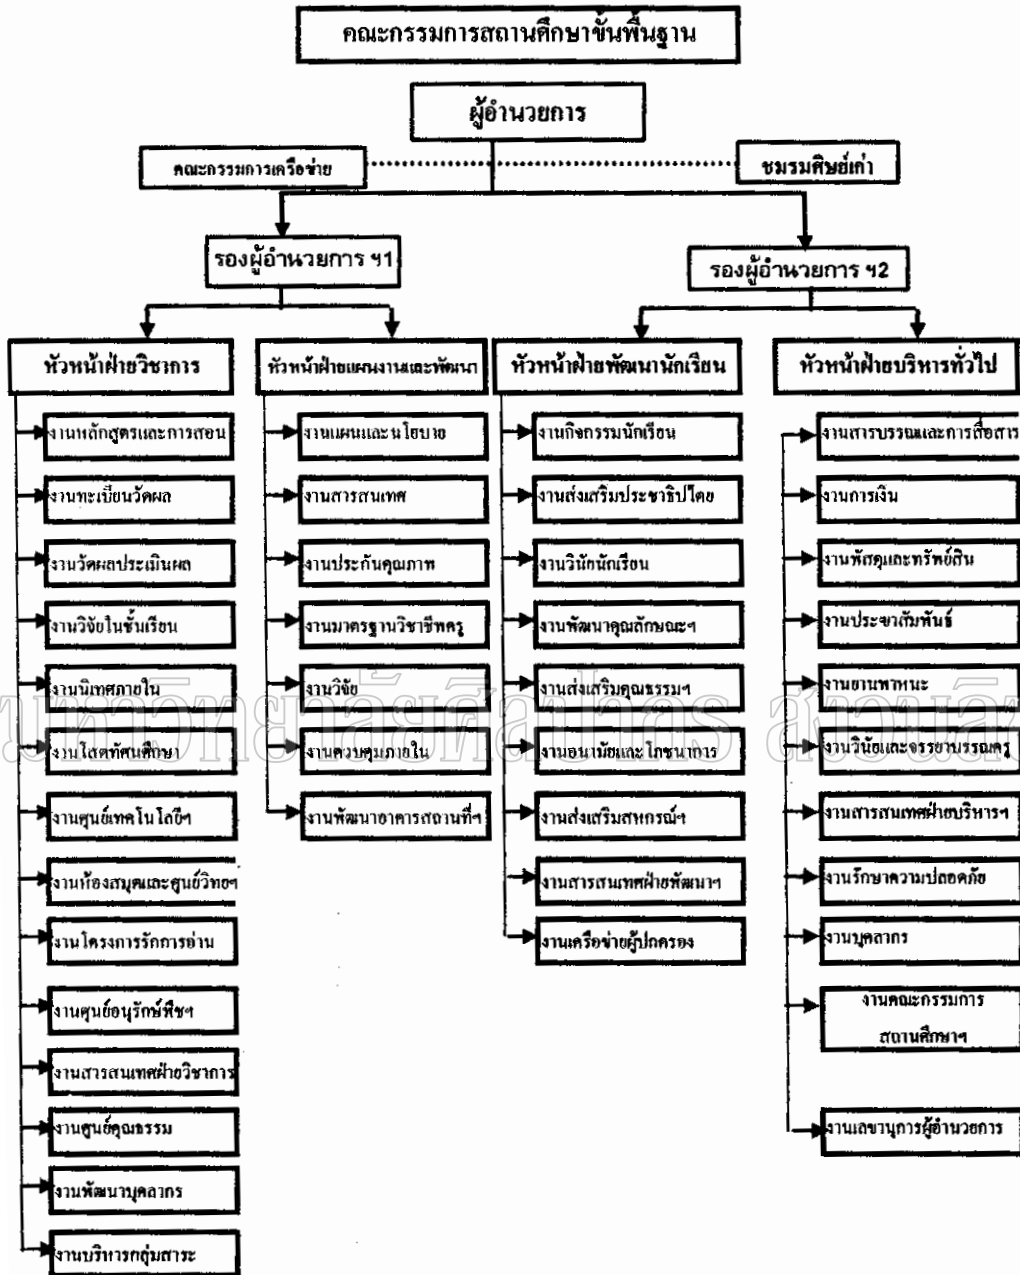 คณะกรรมการสถานศึกษาขั้นพื้นฐาน
ผู้อำนวยการ
คณะกรรมการเครือข่าย
ชมรมศิษย์เก่า
รองผู้อำนวยการ ฯ1
รองผู้อำนวยการ ฯ2
หัวหน้าฝ่ายวิชาการ
งานหลักสูตรและการสอน
งานทะเบียนวัดผล
งานวัดผลประเมินผล
งานวิจัยในชั้นเรียน
งานนิเทศภายใน
งานโสตทัศนศึกษา
งานศูนย์เทคโนโลยีฯ
งานห้องสมุดและศูนย์วิทยฯ
งานโครงการรักการอ่าน
งานศูนย์อนุรักษ์พืชฯ
งานสารสนเทศฝ่ายวิชาการ
งานศูนย์คุณธรรม
งานพัฒนาบุคลากร
งานบริหารกลุ่มสาระ
หัวหน้าฝ่ายแผนงานและพัฒนา
งานแผนและนโยบาย
งานสารสนเทศ
งานประกันคุณภาพ
งานมาตรฐานวิชาชีพครู
งานวิจัย
งานควบคุมภายใน
งานพัฒนาอาคารสถานที่ฯ
หัวหน้าฝ่ายพัฒนานักเรียน
งานกิจกรรมนักเรียน
งานส่งเสริมประชาธิปไตย
งานวินัยนักเรียน
งานพัฒนาคุณลักษณะฯ
งานส่งเสริมคุณธรรมฯ
งานอนามัยและโภชนาการ
งานส่งเสริมสหกรณ์ฯ
งานสารสนเทศฝ่ายพัฒนาฯ
งานเครือข่ายผู้ปกครอง
หัวหน้าฝ่ายบริหารทั่วไป
งานสารบรรณและการสื่อสาร
งานการเงิน
งานพัสดุและทรัพย์สิน
งานประชาสัมพันธ์
งานยานพาหนะ
งานวินัยและจรรยาบรรณครู
งานสารสนเทศฝ่ายบริหารฯ
งานรักษาความปลอดภัย
งานบุคลากร
งานคณะกรรมการ
สถานศึกษาฯ
งานเลขานุการผู้อำนวยการ
มหาวิทยาลัยศิลปากร